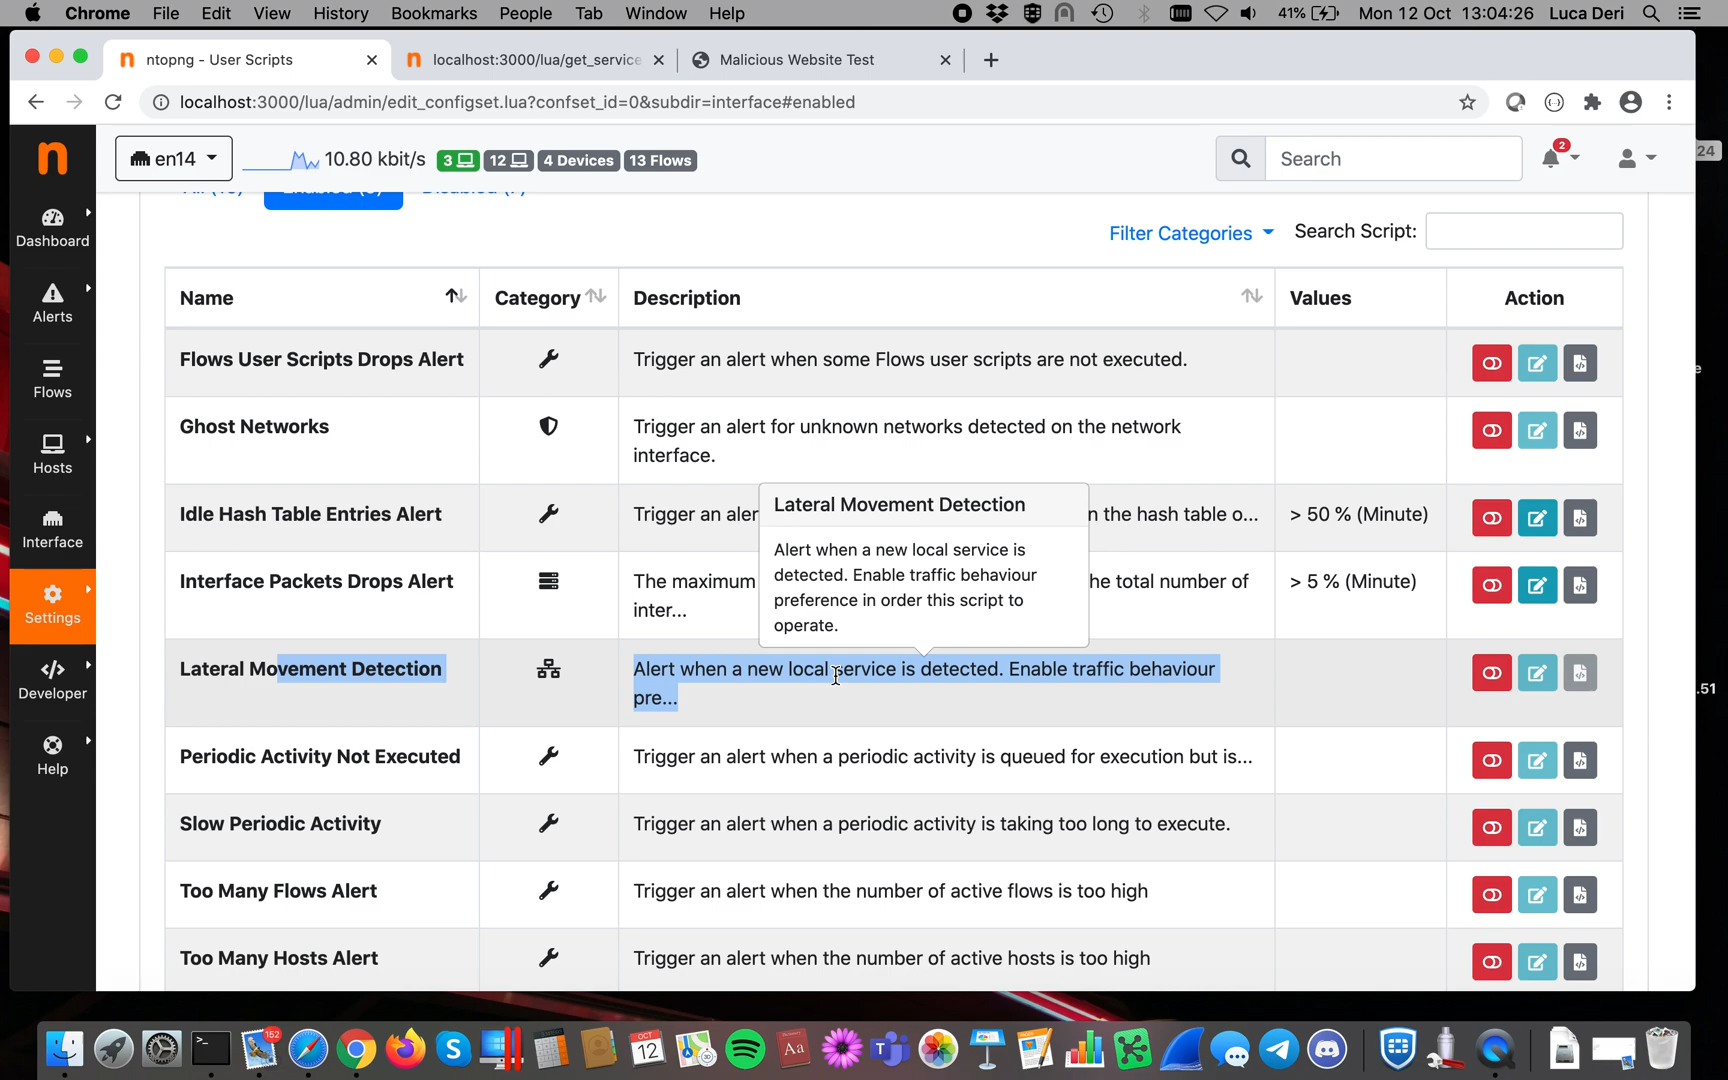 Chrome File Edit View History Bookmarks People Tab Window Help 41% Mon 12 Oct 13:04:26 Luca Deri
ntopng - User Scripts
localhost:3000/lua/get_service
Malicious Website Test
localhost:3000/lua/admin/edit_configset.lua?confset_id=0&subdir=interface#enabled
en14 10.80 kbit/s 3 12 4 Devices 13 Flows Search 2
24
Filter Categories Search Script:
Name Category Description Values Action
Flows User Scripts Drops Alert Trigger an alert when some Flows user scripts are not executed.
Ghost Networks Trigger an alert for unknown networks detected on the network
interface.
Idle Hash Table Entries Alert Trigger an aler n the hash table o... > 50 % (Minute)
Interface Packets Drops Alert The maximum he total number of > 5 % (Minute)
inter...
Lateral Movement Detection
Alert when a new local service is
detected. Enable traffic behaviour
preference in order this script to
operate.
Lateral Movement Detection Alert when a new local service is detected. Enable traffic behaviour
pre...
Periodic Activity Not Executed Trigger an alert when a periodic activity is queued for execution but is...
Slow Periodic Activity Trigger an alert when a periodic activity is taking too long to execute.
Too Many Flows Alert Trigger an alert when the number of active flows is too high
Too Many Hosts Alert Trigger an alert when the number of active hosts is too high
Dashboard
Alerts
Flows
Hosts
Interface
Settings
Developer
Help
e
.51
152
OCT
12
3D
Aa